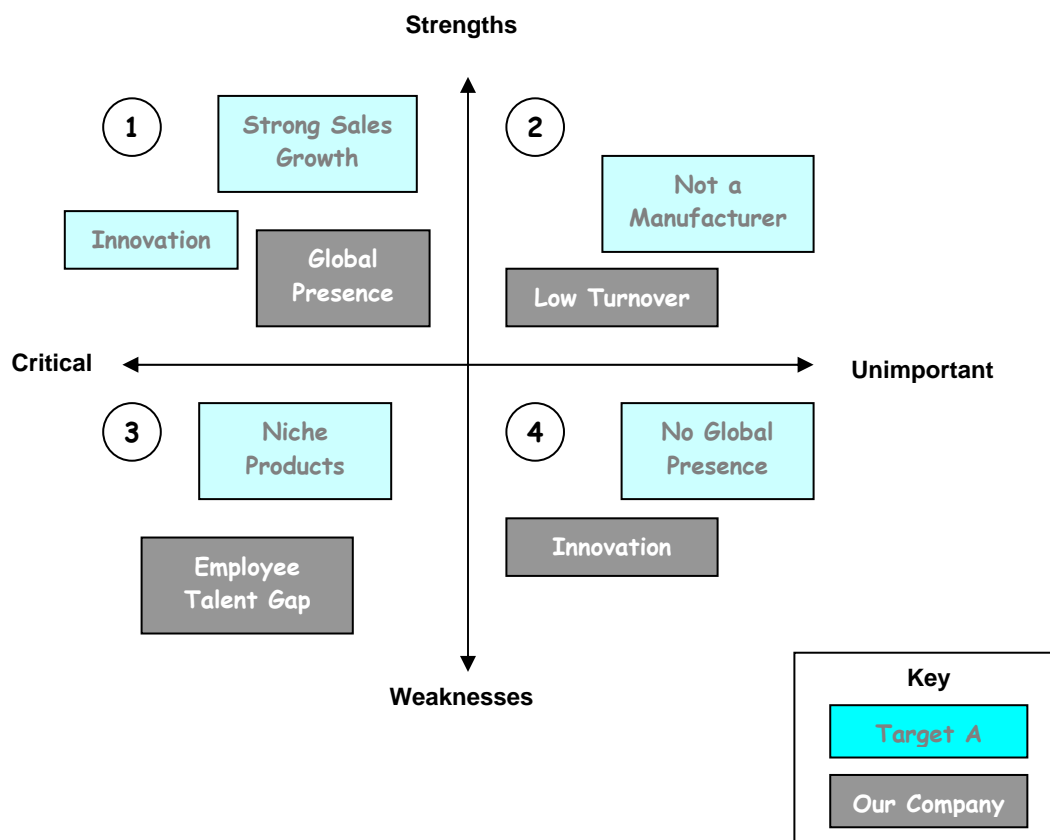 Strengths
1
Strong Sales
Growth
2
Not a
Manufacturer
Innovation
Global
Presence
Low Turnover
Critical
Unimportant
3
Niche
Products
4
No Global
Presence
Innovation
Employee
Talent Gap
Weaknesses
Key
Target A
Our Company